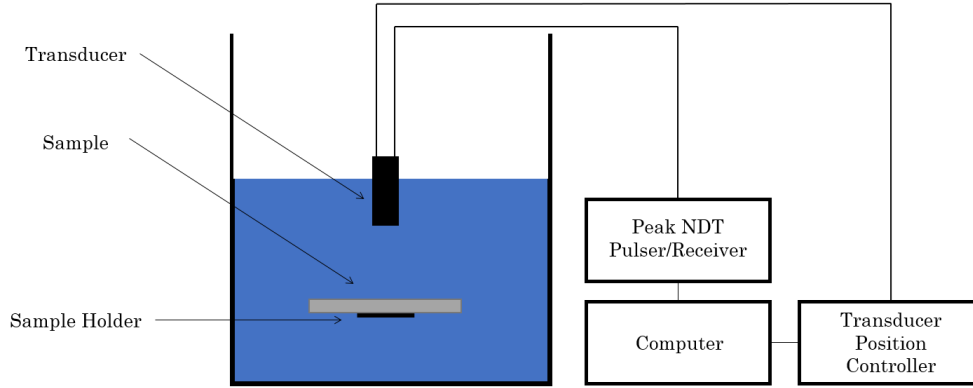 Transducer
Sample
Sample Holder
Peak NDT
Pulser/Receiver
Computer
Transducer
Position
Controller